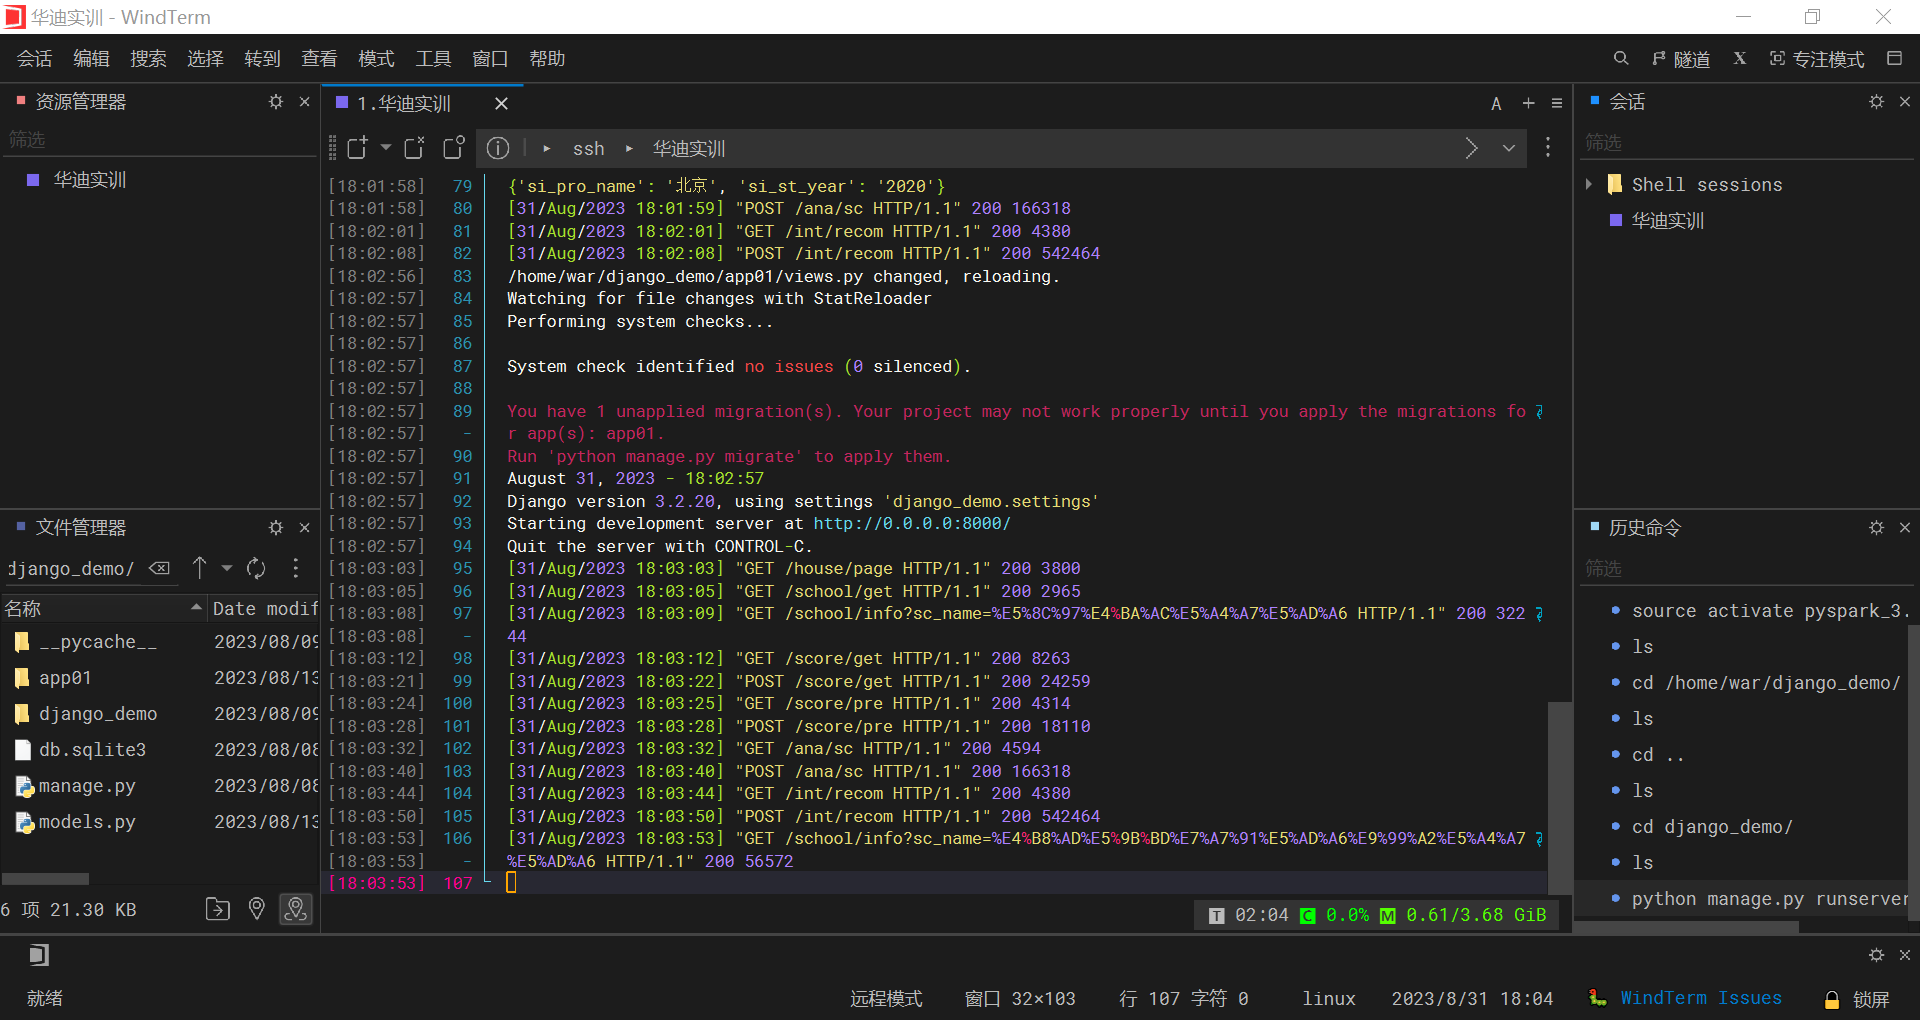 华迪实训 - WindTerm
会话 编辑 搜索 选择 转到 查看 模式 工具 窗口 帮助
隧道 X 专注模式
资源管理器
筛选
华迪实训
1.华迪实训
A
ssh 华迪实训
[18:01:58] 79 {'si_pro_name': '北京', 'si_st_year': '2020'}
[18:01:58] 80 [31/Aug/2023 18:01:59] "POST /ana/sc HTTP/1.1" 200 166318
[18:02:01] 81 [31/Aug/2023 18:02:01] "GET /int/recom HTTP/1.1" 200 4380
[18:02:08] 82 [31/Aug/2023 18:02:08] "POST /int/recom HTTP/1.1" 200 542464
[18:02:56] 83 /home/war/django_demo/app01/views.py changed, reloading.
[18:02:57] 84 Watching for file changes with StatReloader
[18:02:57] 85 Performing system checks...
[18:02:57] 86
[18:02:57] 87 System check identified no issues (0 silenced).
[18:02:57] 88
[18:02:57] 89 You have 1 unapplied migration(s). Your project may not work properly until you apply the migrations fo
[18:02:57] - r app(s): app01.
[18:02:57] 90 Run 'python manage.py migrate' to apply them.
[18:02:57] 91 August 31, 2023 - 18:02:57
[18:02:57] 92 Django version 3.2.20, using settings 'django_demo.settings'
[18:02:57] 93 Starting development server at http://0.0.0.0:8000/
[18:02:57] 94 Quit the server with CONTROL-C.
[18:03:03] 95 [31/Aug/2023 18:03:03] "GET /house/page HTTP/1.1" 200 3800
[18:03:05] 96 [31/Aug/2023 18:03:05] "GET /school/get HTTP/1.1" 200 2965
[18:03:08] 97 [31/Aug/2023 18:03:09] "GET /school/info?sc_name=%E5%8C%97%E4%BA%AC%E5%A4%A7%E5%AD%A6 HTTP/1.1" 200 322
[18:03:08] - 44
[18:03:12] 98 [31/Aug/2023 18:03:12] "GET /score/get HTTP/1.1" 200 8263
[18:03:21] 99 [31/Aug/2023 18:03:22] "POST /score/get HTTP/1.1" 200 24259
[18:03:24] 100 [31/Aug/2023 18:03:25] "GET /score/pre HTTP/1.1" 200 4314
[18:03:28] 101 [31/Aug/2023 18:03:28] "POST /score/pre HTTP/1.1" 200 18110
[18:03:32] 102 [31/Aug/2023 18:03:32] "GET /ana/sc HTTP/1.1" 200 4594
[18:03:40] 103 [31/Aug/2023 18:03:40] "POST /ana/sc HTTP/1.1" 200 166318
[18:03:44] 104 [31/Aug/2023 18:03:44] "GET /int/recom HTTP/1.1" 200 4380
[18:03:50] 105 [31/Aug/2023 18:03:50] "POST /int/recom HTTP/1.1" 200 542464
[18:03:53] 106 [31/Aug/2023 18:03:53] "GET /school/info?sc_name=%E4%B8%AD%E5%9B%BD%E7%A7%91%E5%AD%A6%E9%99%A2%E5%A4%A7
[18:03:53] - %E5%AD%A6 HTTP/1.1" 200 56572
[18:03:53] 107
T 02:04 C 0.0% M 0.61/3.68 GiB
会话
筛选
Shell sessions
华迪实训
文件管理器
django_demo/
名称 Date modif
__pycache__ 2023/08/09
app01 2023/08/13
django_demo 2023/08/09
db.sqlite3 2023/08/08
manage.py 2023/08/08
models.py 2023/08/13
6 项 21.30 KB
历史命令
筛选
source activate pyspark_3.
ls
cd /home/war/django_demo/
ls
cd ..
ls
cd django_demo/
ls
python manage.py runserver
就绪 远程模式 窗口 32×103 行 107 字符 0 linux 2023/8/31 18:04 WindTerm Issues 锁屏